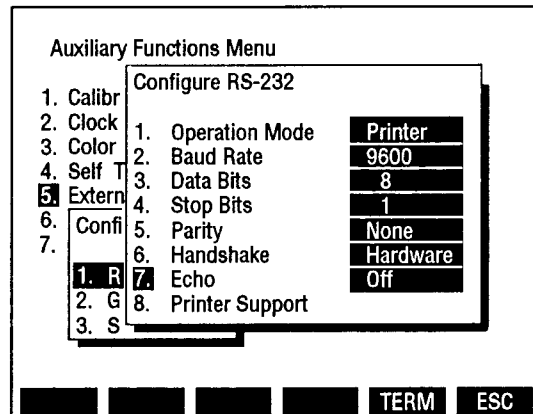 Auxiliary Functions Menu
1. Calibr
2. Clock
3. Color
4. Self T
5. Extern
6.
7.
Confi
1. R
2. G
3. S
Configure RS-232
1. Operation Mode Printer
2. Baud Rate 9600
3. Data Bits 8
4. Stop Bits 1
5. Parity None
6. Handshake Hardware
7. Echo Off
8. Printer Support
TERM ESC